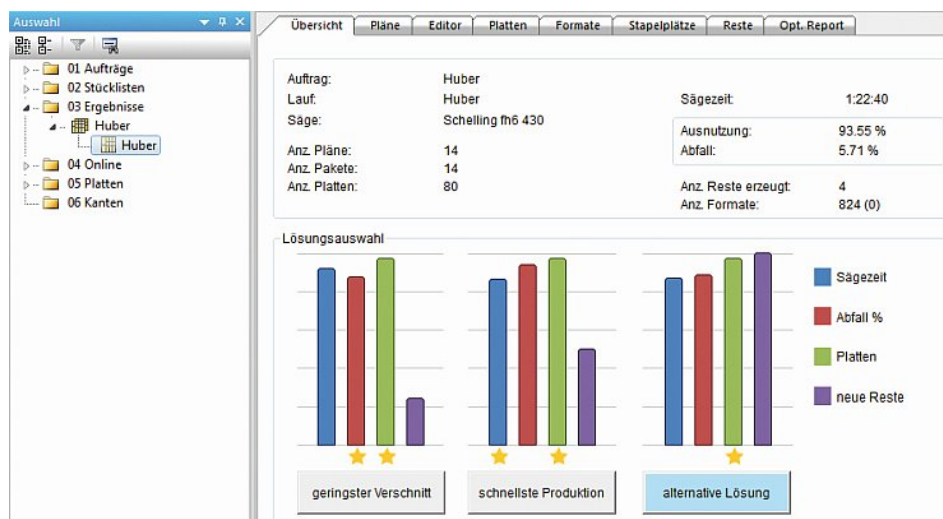 Auswahl
01 Aufträge
02 Stücklisten
03 Ergebnisse
Huber
Huber
04 Online
05 Platten
06 Kanten
Übersicht Pläne Editor Platten Formate Stapelplätze Reste Opt. Report
Auftrag: Huber
Lauf: Huber
Säge: Schelling fh6 430
Anz. Pläne: 14
Anz. Pakete: 14
Anz. Platten: 80
Sägezeit: 1:22:40
Ausnutzung: 93.55 %
Abfall: 5.71 %
Anz. Reste erzeugt: 4
Anz. Formate: 824 (0)
Lösungsauswahl
Sägezeit
Abfall %
Platten
neue Reste
geringster Verschnitt schnellste Produktion alternative Lösung